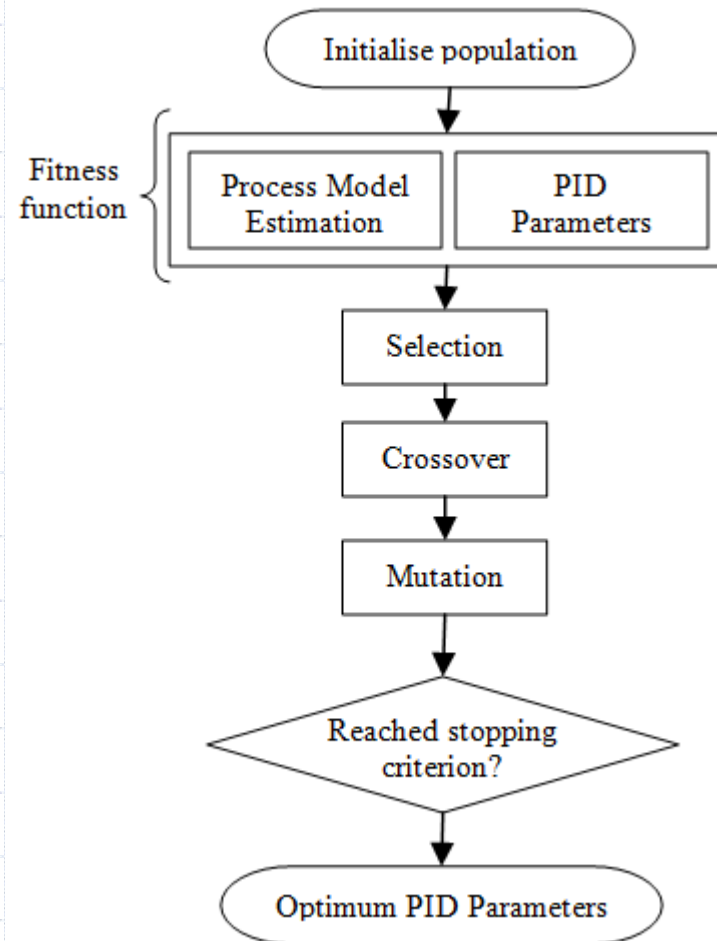 Initialise population
Fitness
function
Process Model
Estimation
PID
Parameters
Selection
Crossover
Mutation
Reached stopping
criterion?
Optimum PID Parameters